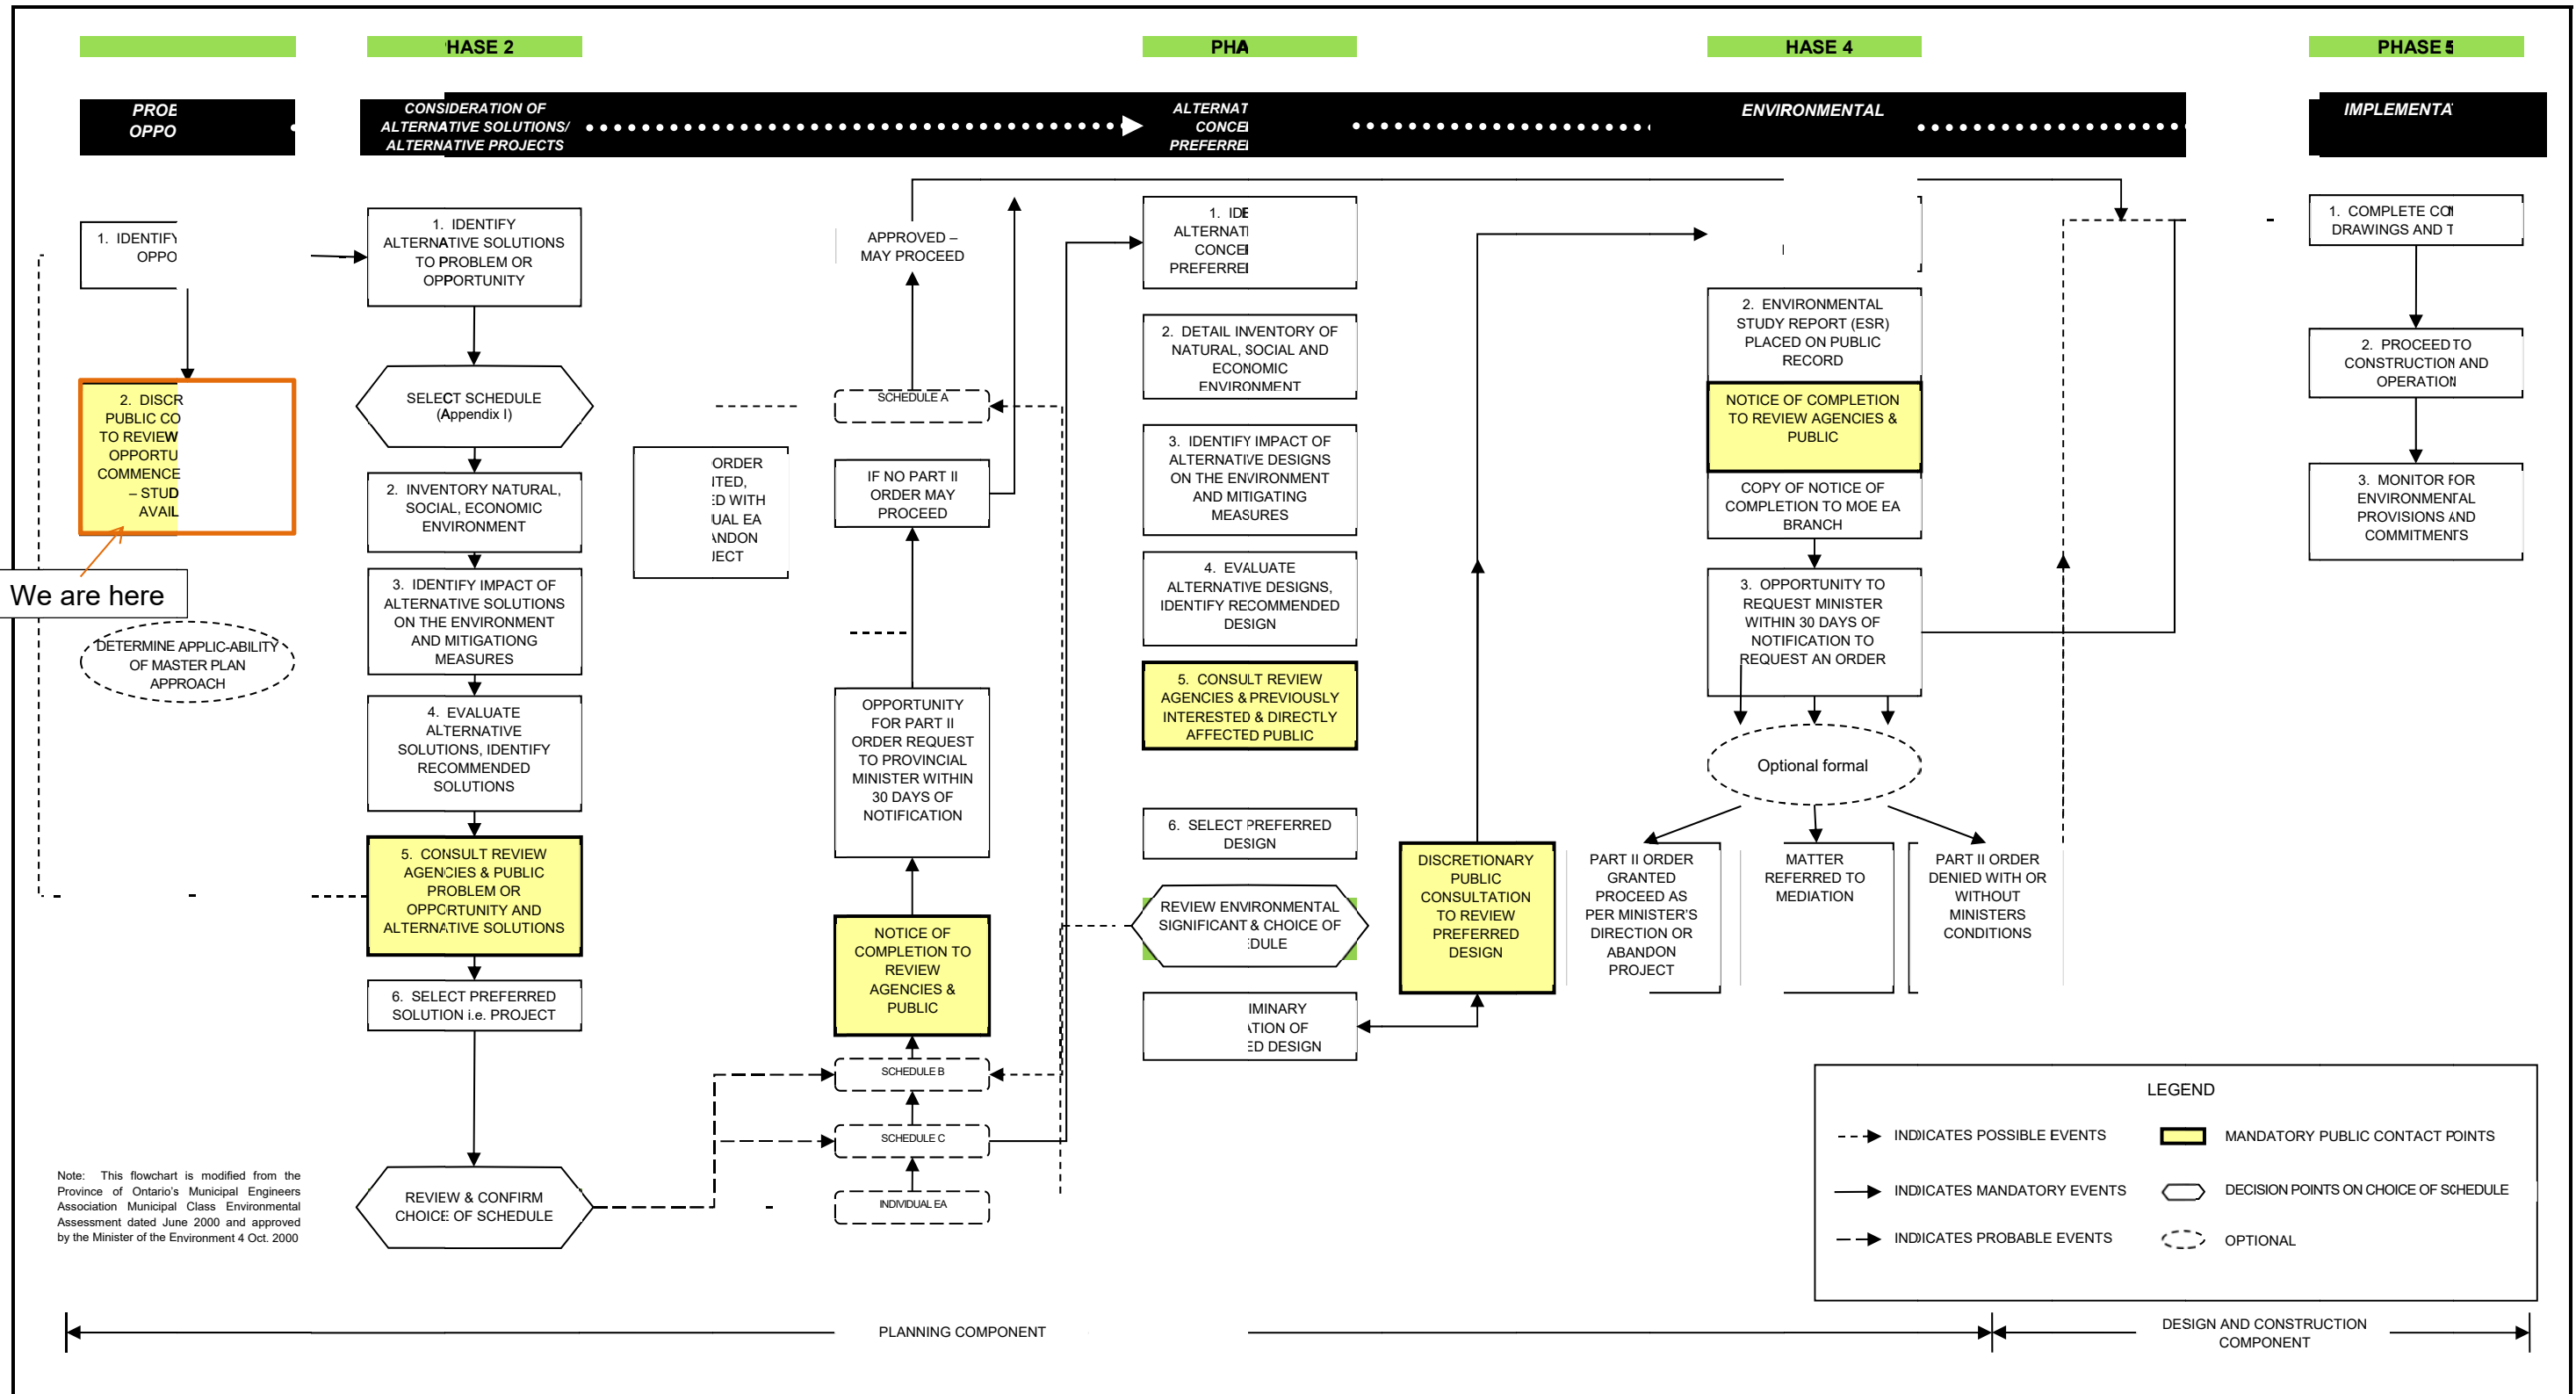 HASE 2
HASE 4
PHASE 5
CONSIDERATION OF
ALTERNATIVE SOLUTIONS/
ALTERNATIVE PROJECTS
ENVIRONMENTAL
1. IDENTIFY
1. IDENTIFY
ALTERNATIVE SOLUTIONS
TO PROBLEM OR
OPPORTUNITY
SELECT SCHEDULE
(Appendix I)
2. INVENTORY NATURAL,
SOCIAL, ECONOMIC
ENVIRONMENT
3. IDENTIFY IMPACT OF
ALTERNATIVE SOLUTIONS
ON THE ENVIRONMENT
AND MITIGATIONG
MEASURES
4. EVALUATE
ALTERNATIVE
SOLUTIONS, IDENTIFY
RECOMMENDED
SOLUTIONS
5. CONSULT REVIEW
AGENCIES & PUBLIC
PROBLEM OR
OPPORTUNITY AND
ALTERNATIVE SOLUTIONS
6. SELECT PREFERRED
SOLUTION i.e. PROJECT
REVIEW & CONFIRM
CHOICE OF SCHEDULE
2. DISCR
PUBLIC CO
TO REVIEW
OPPORTU
COMMENCE
– STUD
AVAIL
We are here
DETERMINE APPLIC-ABILITY
OF MASTER PLAN
APPROACH
ORDER
ITED,
ED WITH
UAL EA
ANDON
JECT
APPROVED –
MAY PROCEED
SCHEDULE A
IF NO PART II
ORDER MAY
PROCEED
OPPORTUNITY
FOR PART II
ORDER REQUEST
TO PROVINCIAL
MINISTER WITHIN
30 DAYS OF
NOTIFICATION
NOTICE OF
COMPLETION TO
REVIEW
AGENCIES &
PUBLIC
SCHEDULE B
SCHEDULE C
INDIVIDUAL EA
2. DETAIL INVENTORY OF
NATURAL, SOCIAL AND
ECONOMIC
ENVIRONMENT
3. IDENTIFY IMPACT OF
ALTERNATIVE DESIGNS
ON THE ENVIRONMENT
AND MITIGATING
MEASURES
4. EVALUATE
ALTERNATIVE DESIGNS,
IDENTIFY RECOMMENDED
DESIGN
5. CONSULT REVIEW
AGENCIES & PREVIOUSLY
INTERESTED & DIRECTLY
AFFECTED PUBLIC
6. SELECT PREFERRED
DESIGN
REVIEW ENVIRONMENTAL
SIGNIFICANT & CHOICE OF
EDULE
IMINARY
ATION OF
ED DESIGN
DISCRETIONARY
PUBLIC
CONSULTATION
TO REVIEW
PREFERRED
DESIGN
2. ENVIRONMENTAL
STUDY REPORT (ESR)
PLACED ON PUBLIC
RECORD
NOTICE OF COMPLETION
TO REVIEW AGENCIES &
PUBLIC
COPY OF NOTICE OF
COMPLETION TO MOE EA
BRANCH
3. OPPORTUNITY TO
REQUEST MINISTER
WITHIN 30 DAYS OF
NOTIFICATION TO
REQUEST AN ORDER
Optional formal
PART II ORDER
GRANTED
PROCEED AS
PER MINISTER'S
DIRECTION OR
ABANDON
PROJECT
MATTER
REFERRED TO
MEDIATION
PART II ORDER
DENIED WITH OR
WITHOUT
MINISTERS
CONDITIONS
1. COMPLETE CON
DRAWINGS AND T
2. PROCEED TO
CONSTRUCTION AND
OPERATION
3. MONITOR FOR
ENVIRONMENTAL
PROVISIONS AND
COMMITMENTS
LEGEND
INDICATES POSSIBLE EVENTS
MANDATORY PUBLIC CONTACT POINTS
INDICATES MANDATORY EVENTS
DECISION POINTS ON CHOICE OF SCHEDULE
INDICATES PROBABLE EVENTS
OPTIONAL
Note: This flowchart is modified from the
Province of Ontario's Municipal Engineers
Association Municipal Class Environmental
Assessment dated June 2000 and approved
by the Minister of the Environment 4 Oct. 2000
PLANNING COMPONENT
DESIGN AND CONSTRUCTION
COMPONENT